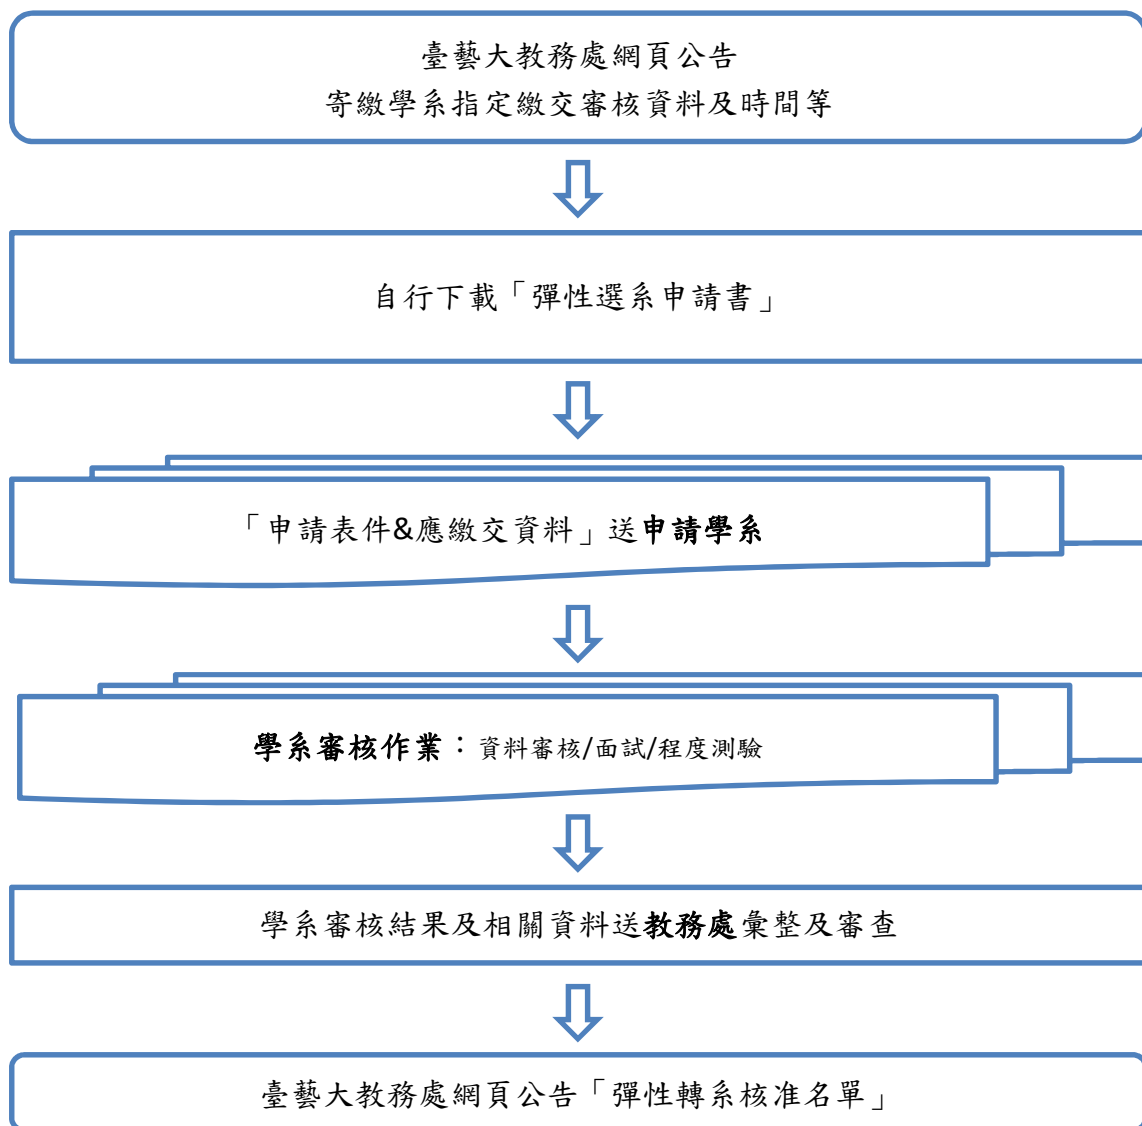 臺藝大教務處網頁公告
寄繳學系指定繳交審核資料及時間等
自行下載「彈性選系申請書」
「申請表件&應繳交資料」送申請學系
學系審核作業：資料審核/面試/程度測驗
學系審核結果及相關資料送教務處彙整及審查
臺藝大教務處網頁公告「彈性轉系核准名單」